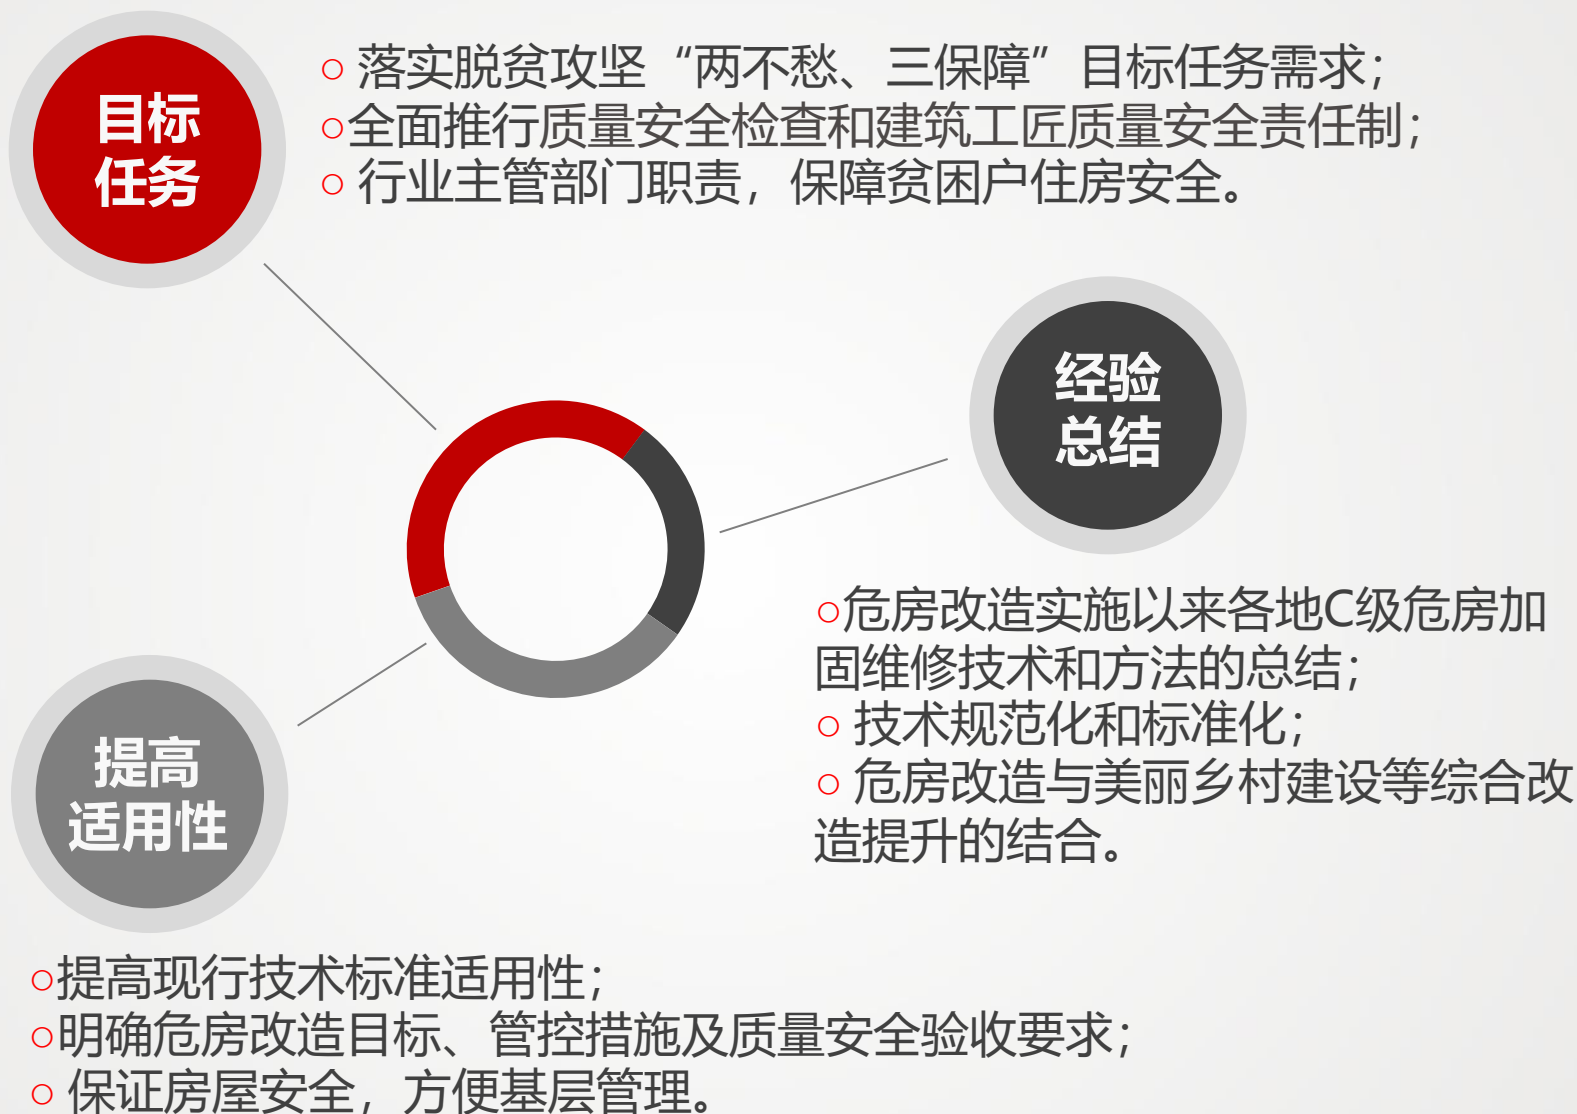 目标
任务
○ 落实脱贫攻坚“两不愁、三保障”目标任务需求；
○全面推行质量安全检查和建筑工匠质量安全责任制；
○ 行业主管部门职责，保障贫困户住房安全。
经验
总结
○危房改造实施以来各地C级危房加
固维修技术和方法的总结；
○ 技术规范化和标准化；
○ 危房改造与美丽乡村建设等综合改
造提升的结合。
提高
适用性
○提高现行技术标准适用性；
○明确危房改造目标、管控措施及质量安全验收要求；
○ 保证房屋安全，方便基层管理。